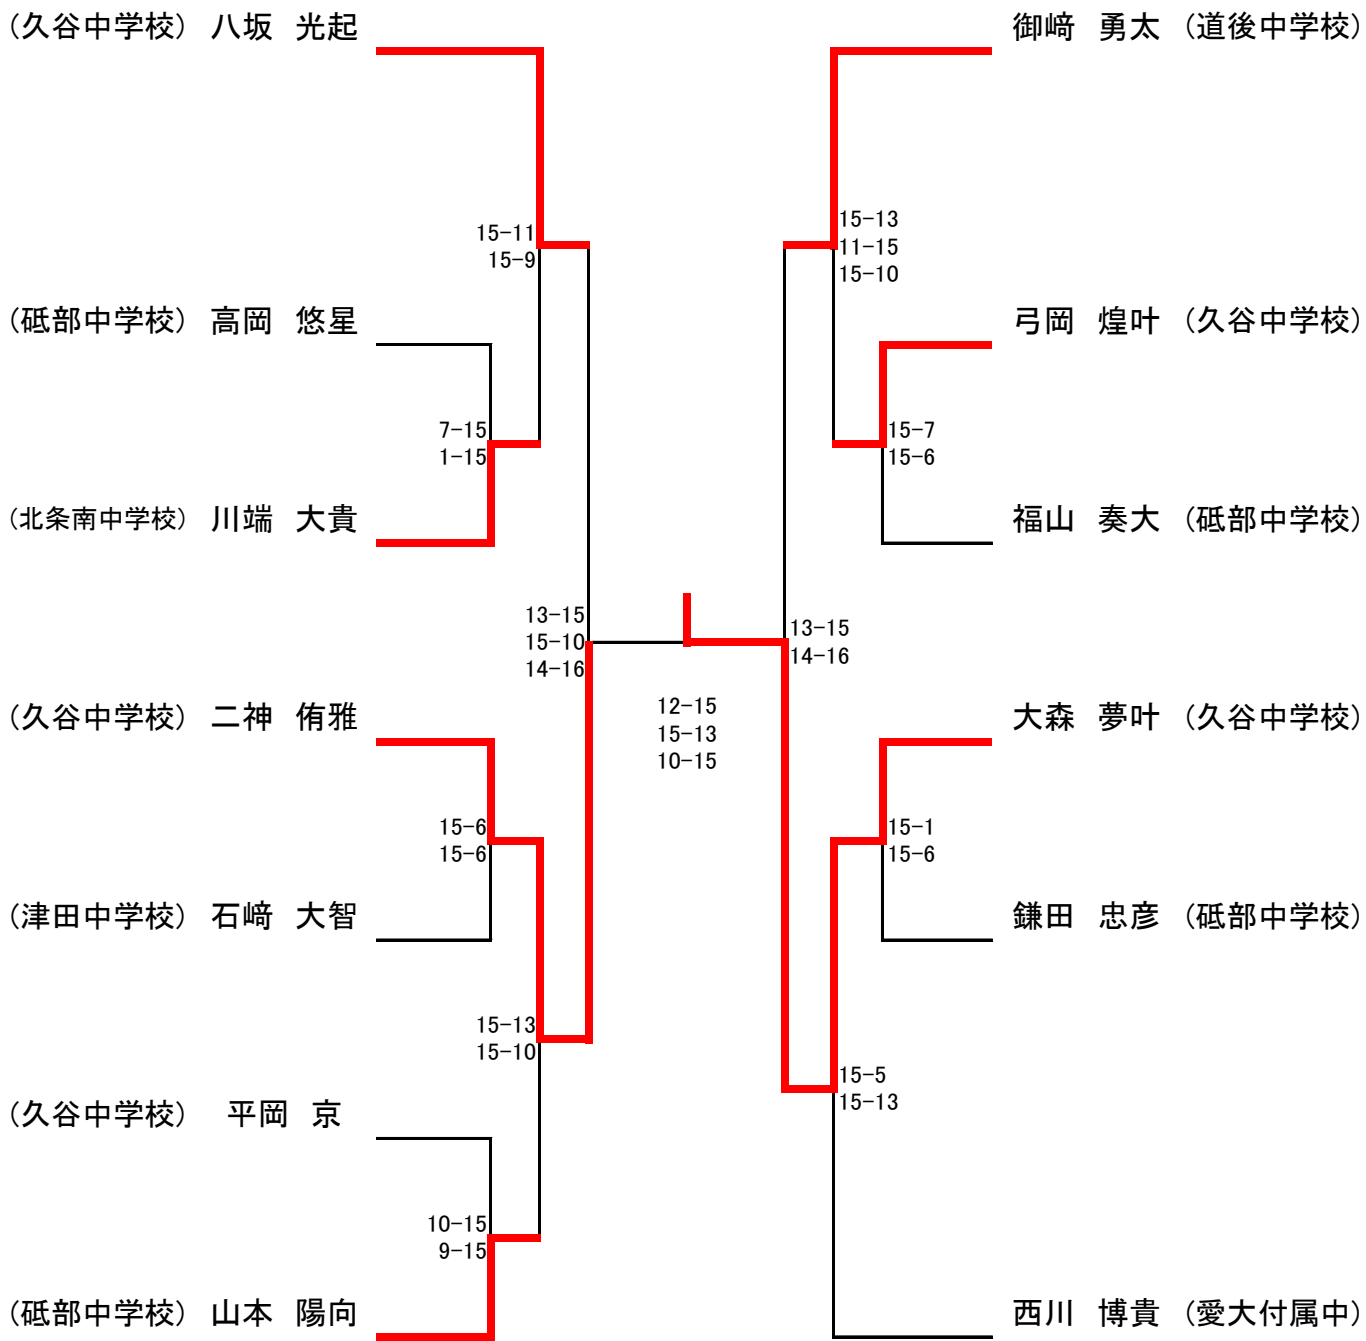 (久谷中学校) 八坂 光起
15-11
15-9
(砥部中学校) 高岡 悠星
7-15
1-15
(北条南中学校) 川端 大貴
13-15
15-10
14-16
(久谷中学校) 二神 侑雅
15-6
15-6
(津田中学校) 石﨑 大智
15-13
15-10
(久谷中学校) 平岡 京
10-15
9-15
(砥部中学校) 山本 陽向
12-15
15-13
10-15
御﨑 勇太 (道後中学校)
15-13
11-15
15-10
弓岡 煌叶 (久谷中学校)
15-7
15-6
福山 奏大 (砥部中学校)
13-15
14-16
大森 夢叶 (久谷中学校)
15-1
15-6
鎌田 忠彦 (砥部中学校)
15-5
15-13
西川 博貴 (愛大付属中)